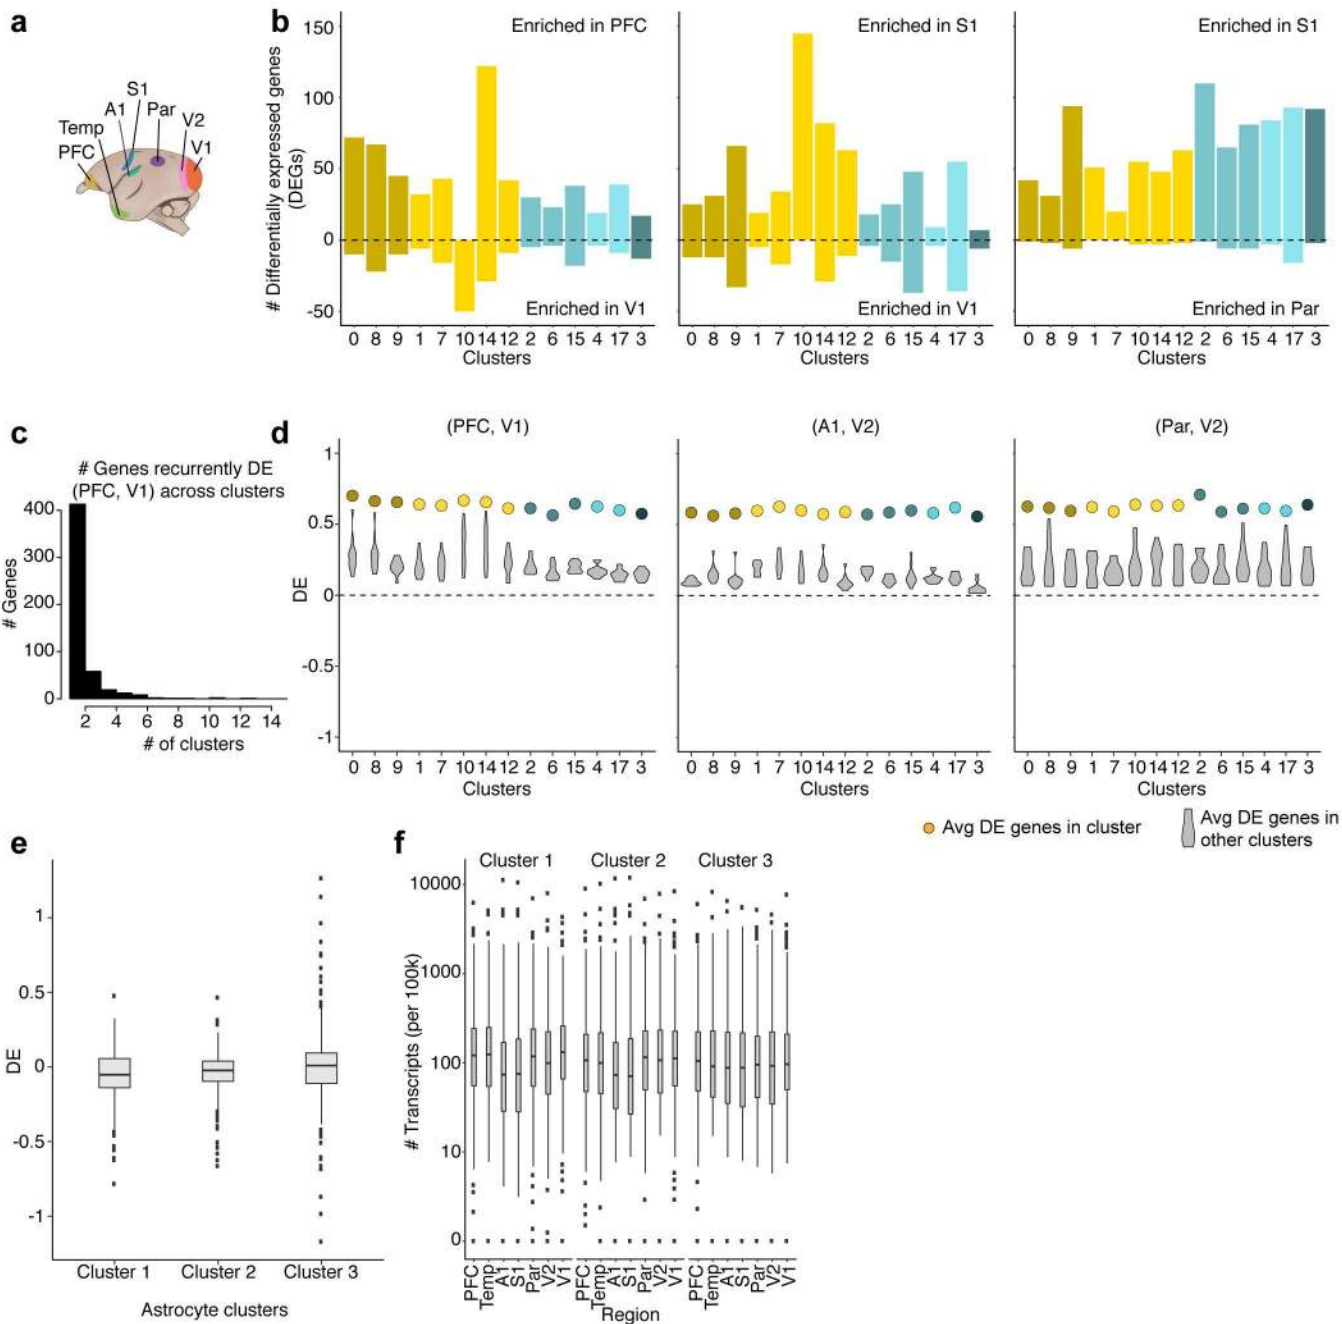 a
S1
A1
Par
V2
Temp
V1
PFC
b
# Differentially expressed genes
(DEGs)
150
100
50
0
-50
Enriched in PFC
Enriched in V1
0 8 9 1 7 10 14 12 2 6 15 4 17 3
Clusters
Enriched in S1
Enriched in V1
0 8 9 1 7 10 14 12 2 6 15 4 17 3
Clusters
Enriched in S1
Enriched in Par
0 8 9 1 7 10 14 12 2 6 15 4 17 3
Clusters
c
# Genes recurrently DE
(PFC, V1) across clusters
# Genes
400
300
200
100
0
2 4 6 8 10 12 14
# of clusters
d
DE
1
0.5
0
-0.5
-1
(PFC, V1)
0 8 9 1 7 10 14 12 2 6 15 4 17 3
Clusters
(A1, V2)
0 8 9 1 7 10 14 12 2 6 15 4 17 3
Clusters
(Par, V2)
0 8 9 1 7 10 14 12 2 6 15 4 17 3
Clusters
Avg DE genes in cluster
Avg DE genes in
other clusters
e
DE
1
0.5
0
-0.5
-1
Cluster 1 Cluster 2 Cluster 3
Astrocyte clusters
f
Cluster 1 Cluster 2 Cluster 3
# Transcripts (per 100k)
10000
1000
100
10
0
PFC Temp A1 S1 Par V2 V1 PFC Temp A1 S1 Par V2 V1 PFC Temp A1 S1 Par V2 V1
Region